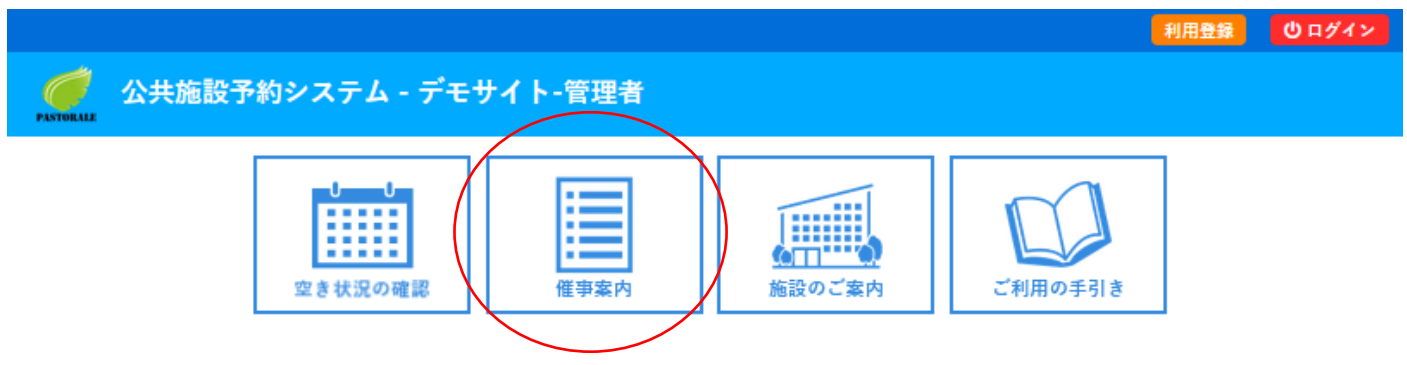 利用登録
ログイン
PASTORALE
公共施設予約システム - デモサイト-管理者
空き状況の確認
催事案内
施設のご案内
ご利用の手引き